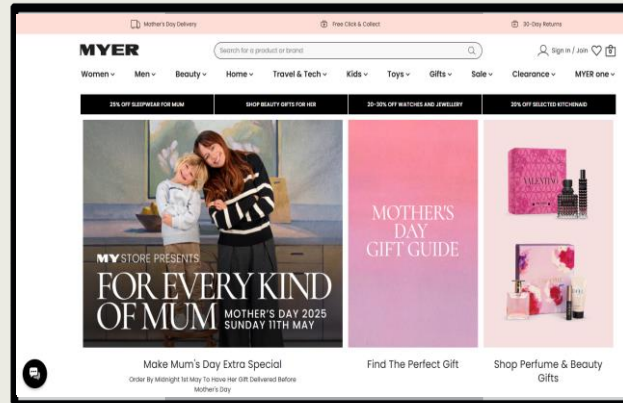 Mother's Day Delivery
Free Click & Collect
30-Day Returns
MYER
Search for a product or brand
Sign in / Join
0
Women
Men
Beauty
Home
Travel & Tech
Kids
Toys
Gifts
Sale
Clearance
MYER one
25% OFF SLEEPWEAR FOR MUM
SHOP BEAUTY GIFTS FOR HER
20-30% OFF WATCHES AND JEWELLERY
20% OFF SELECTED KITCHENAID
MY STORE PRESENTS
FOR EVERY KIND
OF MUM
MOTHER'S DAY 2025
SUNDAY 11TH MAY
MOTHER'S
DAY
GIFT GUIDE
VALENTINO
Make Mum's Day Extra Special
Order By Midnight 1st May To Have Her Gift Delivered Before
Mother's Day
Find The Perfect Gift
Shop Perfume & Beauty
Gifts